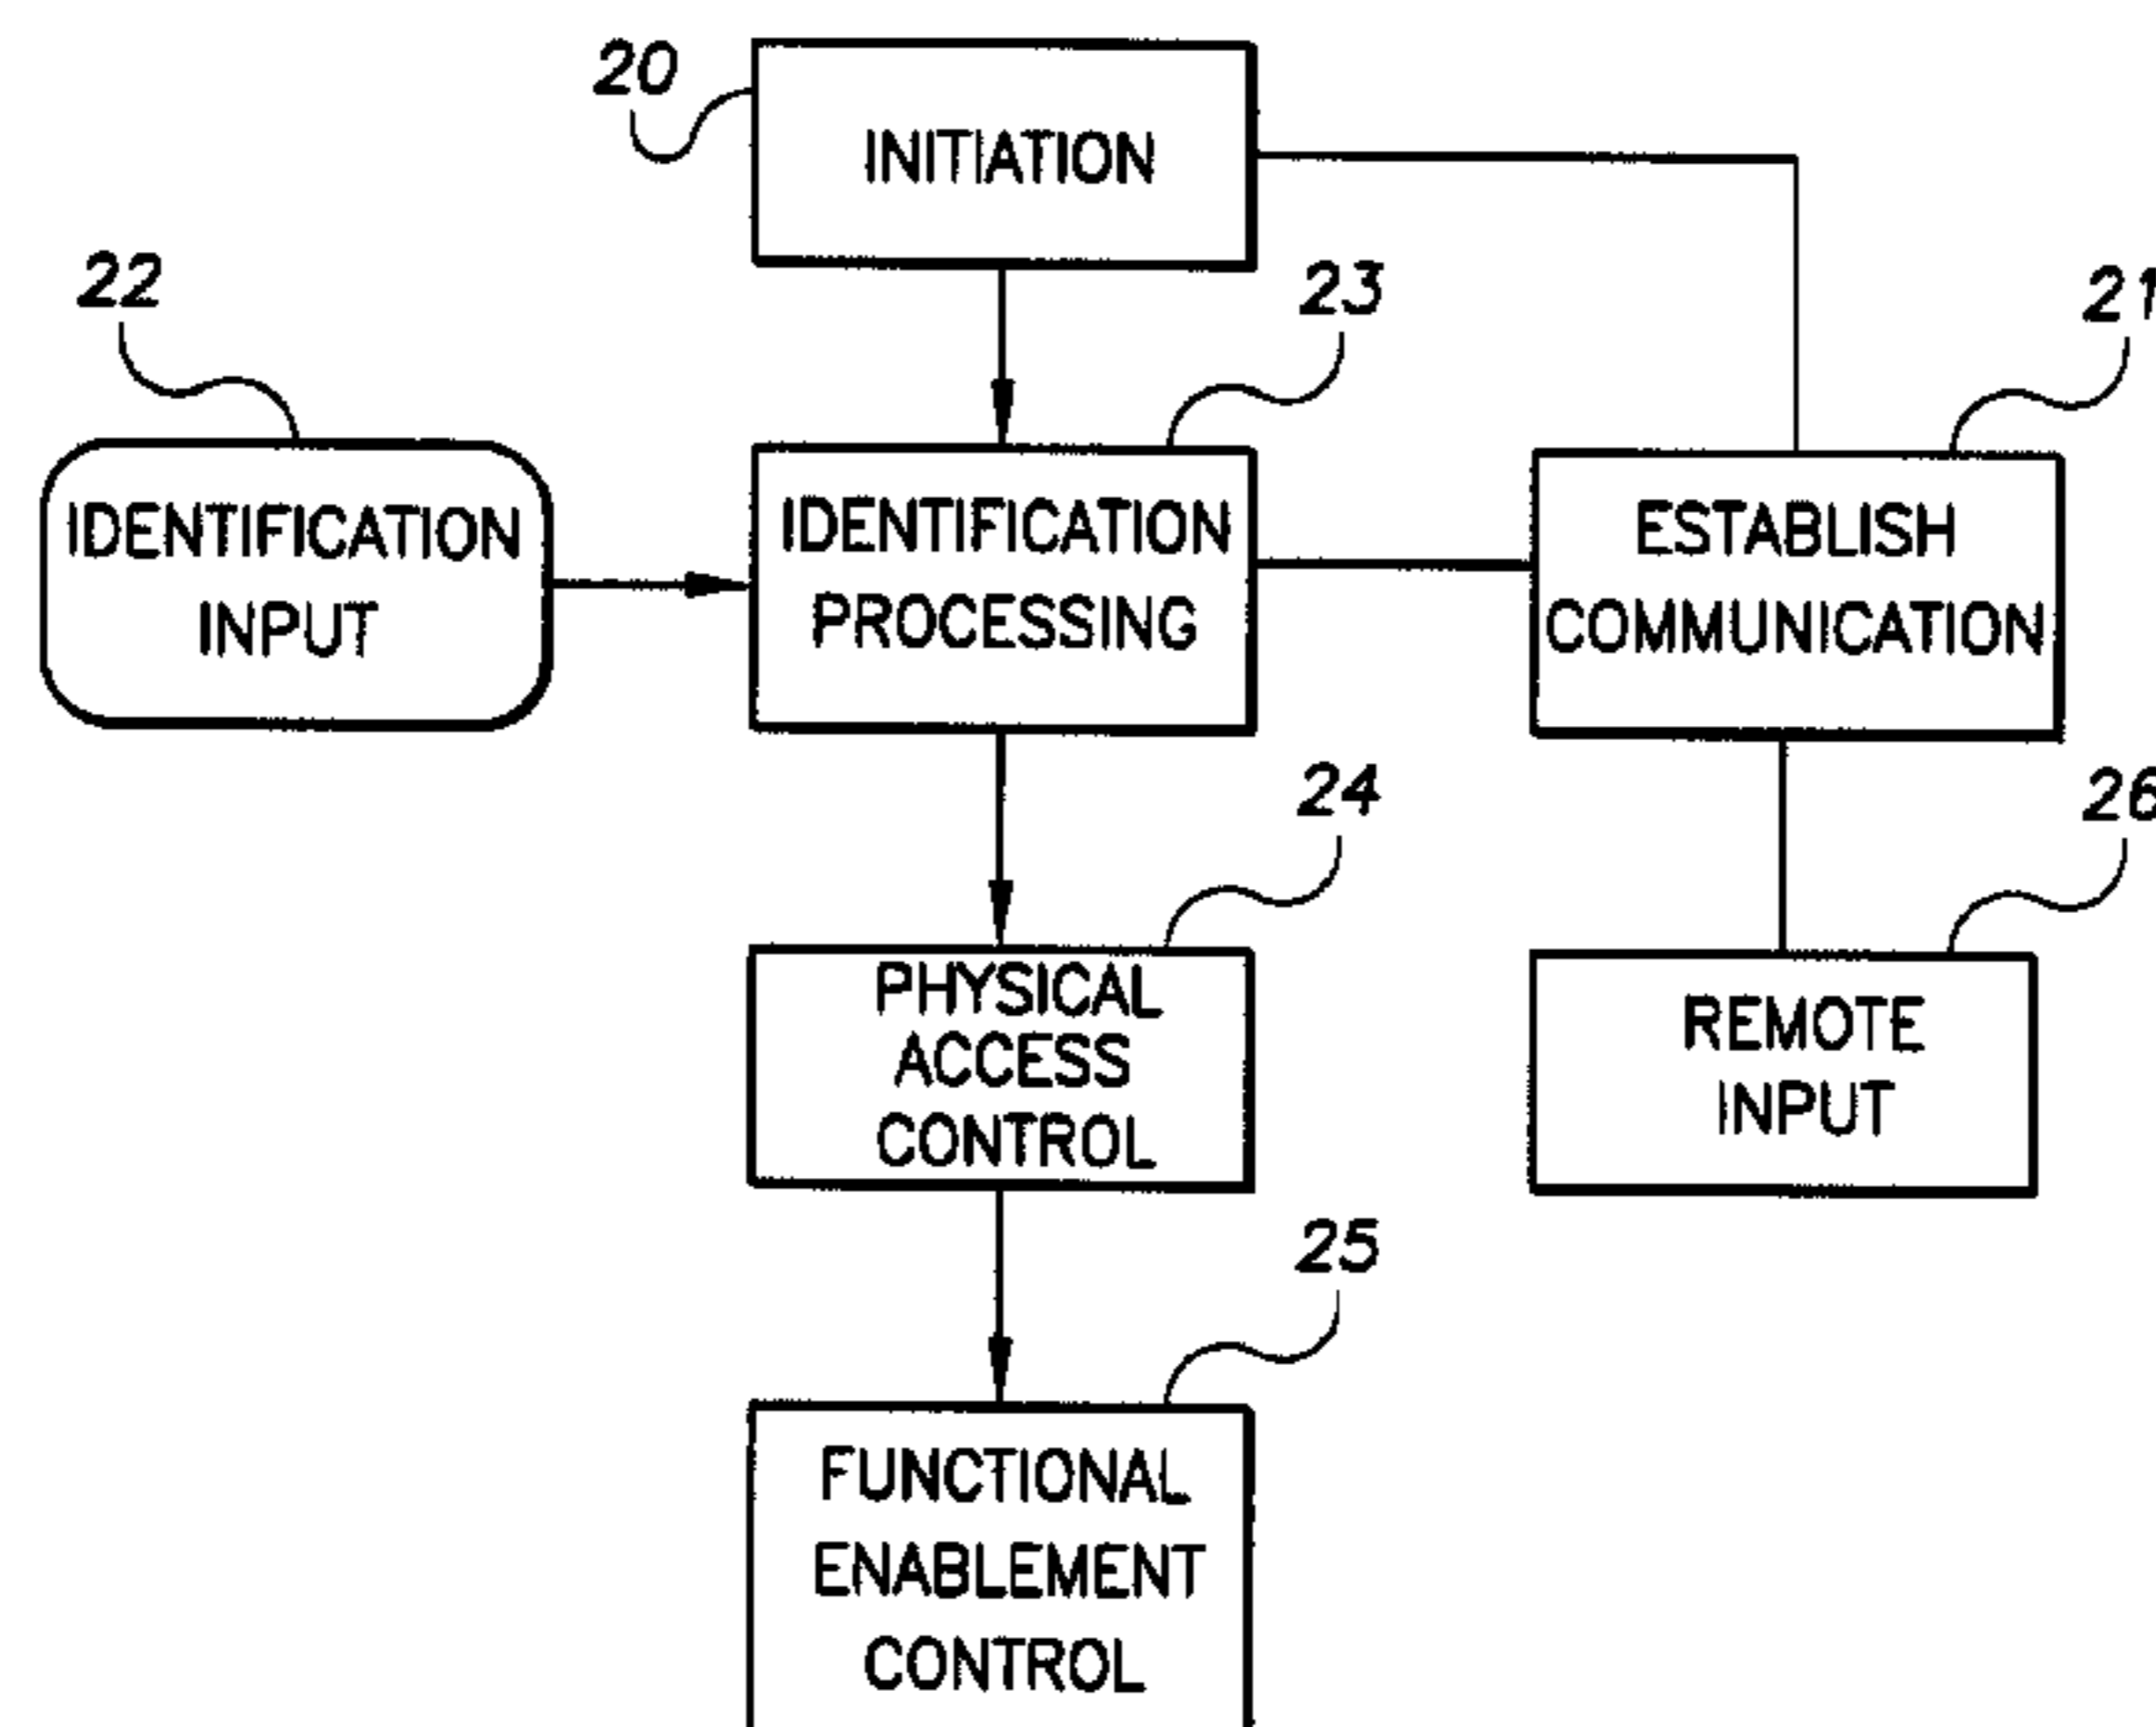 20
INITIATION
22
23
21
IDENTIFICATION
INPUT
IDENTIFICATION
PROCESSING
ESTABLISH
COMMUNICATION
24
26
PHYSICAL
ACCESS
CONTROL
REMOTE
INPUT
25
FUNCTIONAL
ENABLEMENT
CONTROL